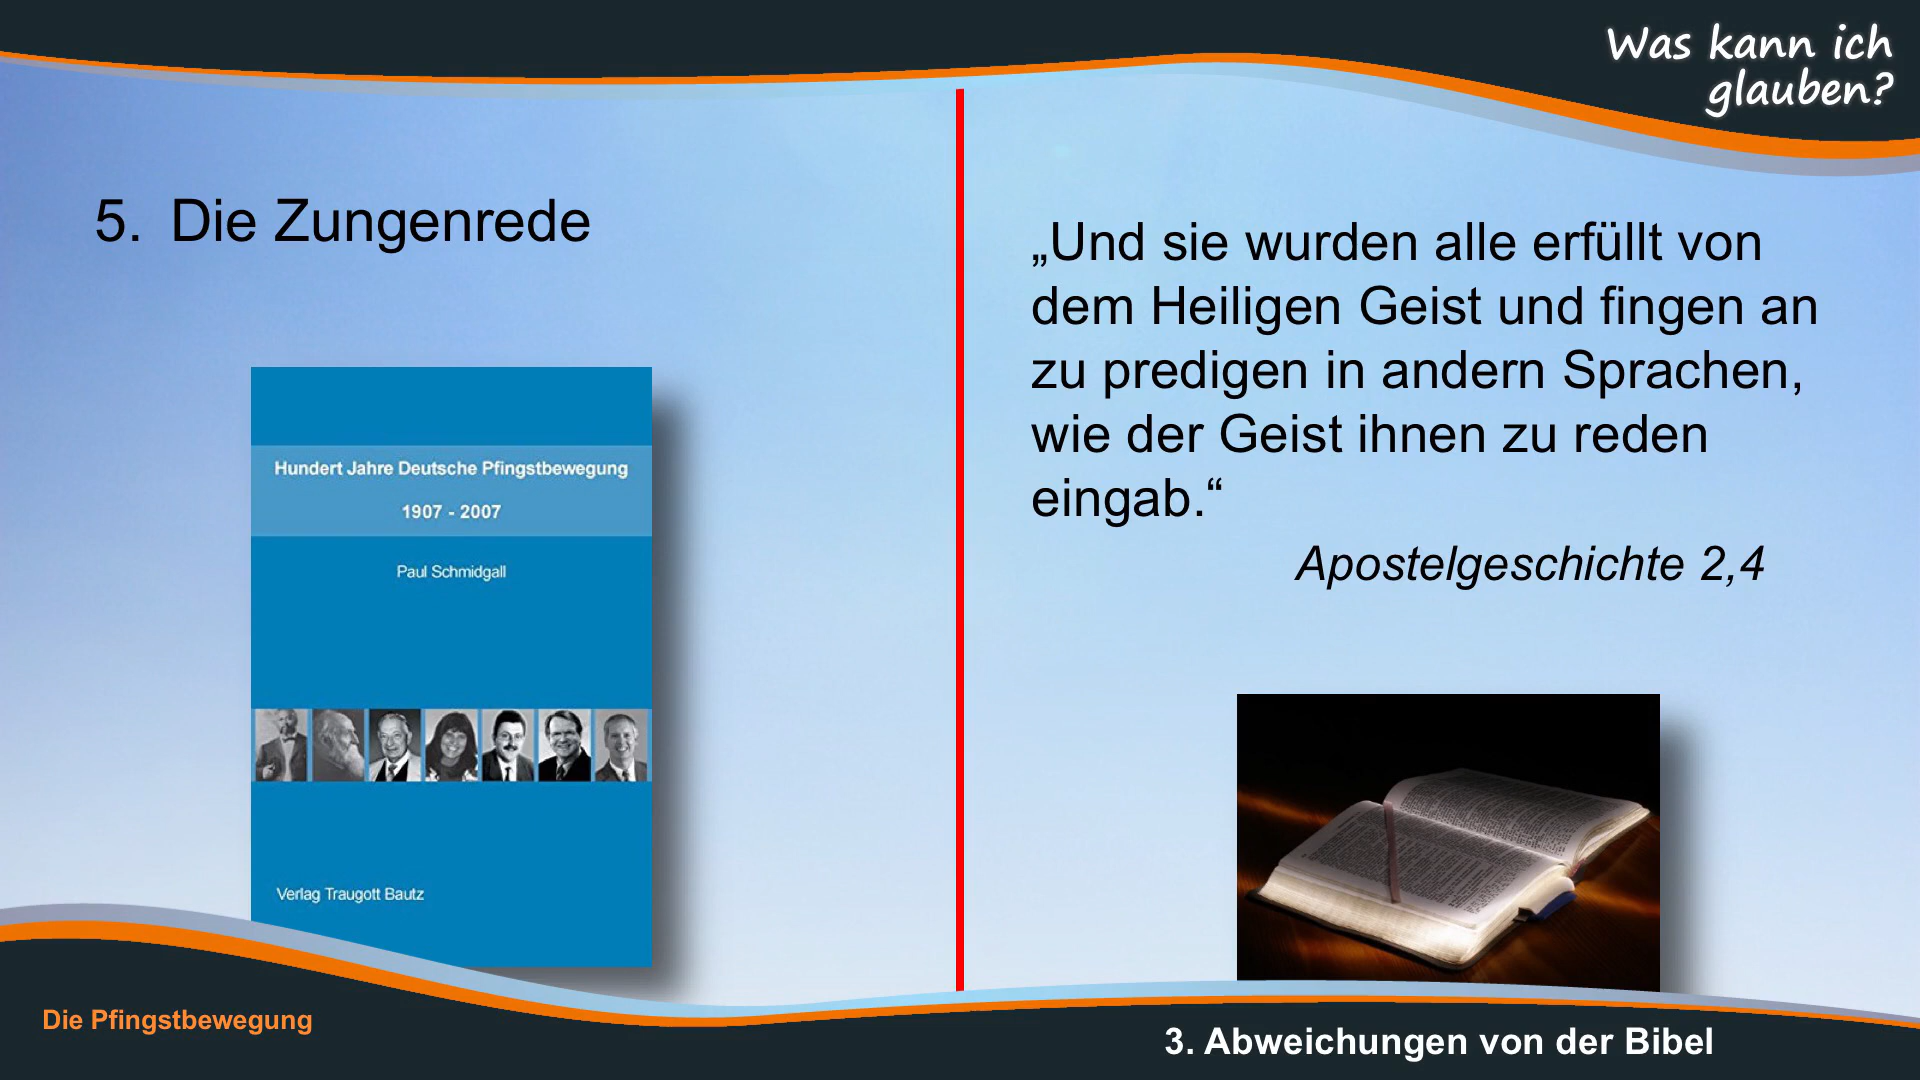 Was kann ich
glauben?
5. Die Zungenrede
Hundert Jahre Deutsche Pfingstbewegung
1907 - 2007
Paul Schmidgall
Verlag Traugott Bautz
„Und sie wurden alle erfüllt von
dem Heiligen Geist und fingen an
zu predigen in andern Sprachen,
wie der Geist ihnen zu reden
eingab.“
Apostelgeschichte 2,4
Die Pfingstbewegung
3. Abweichungen von der Bibel